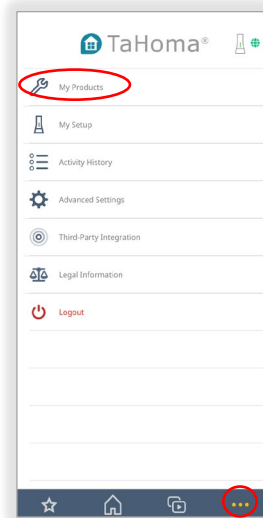 TaHoma®
My Products
My Setup
Activity History
Advanced Settings
Third-Party Integration
Legal Information
Logout